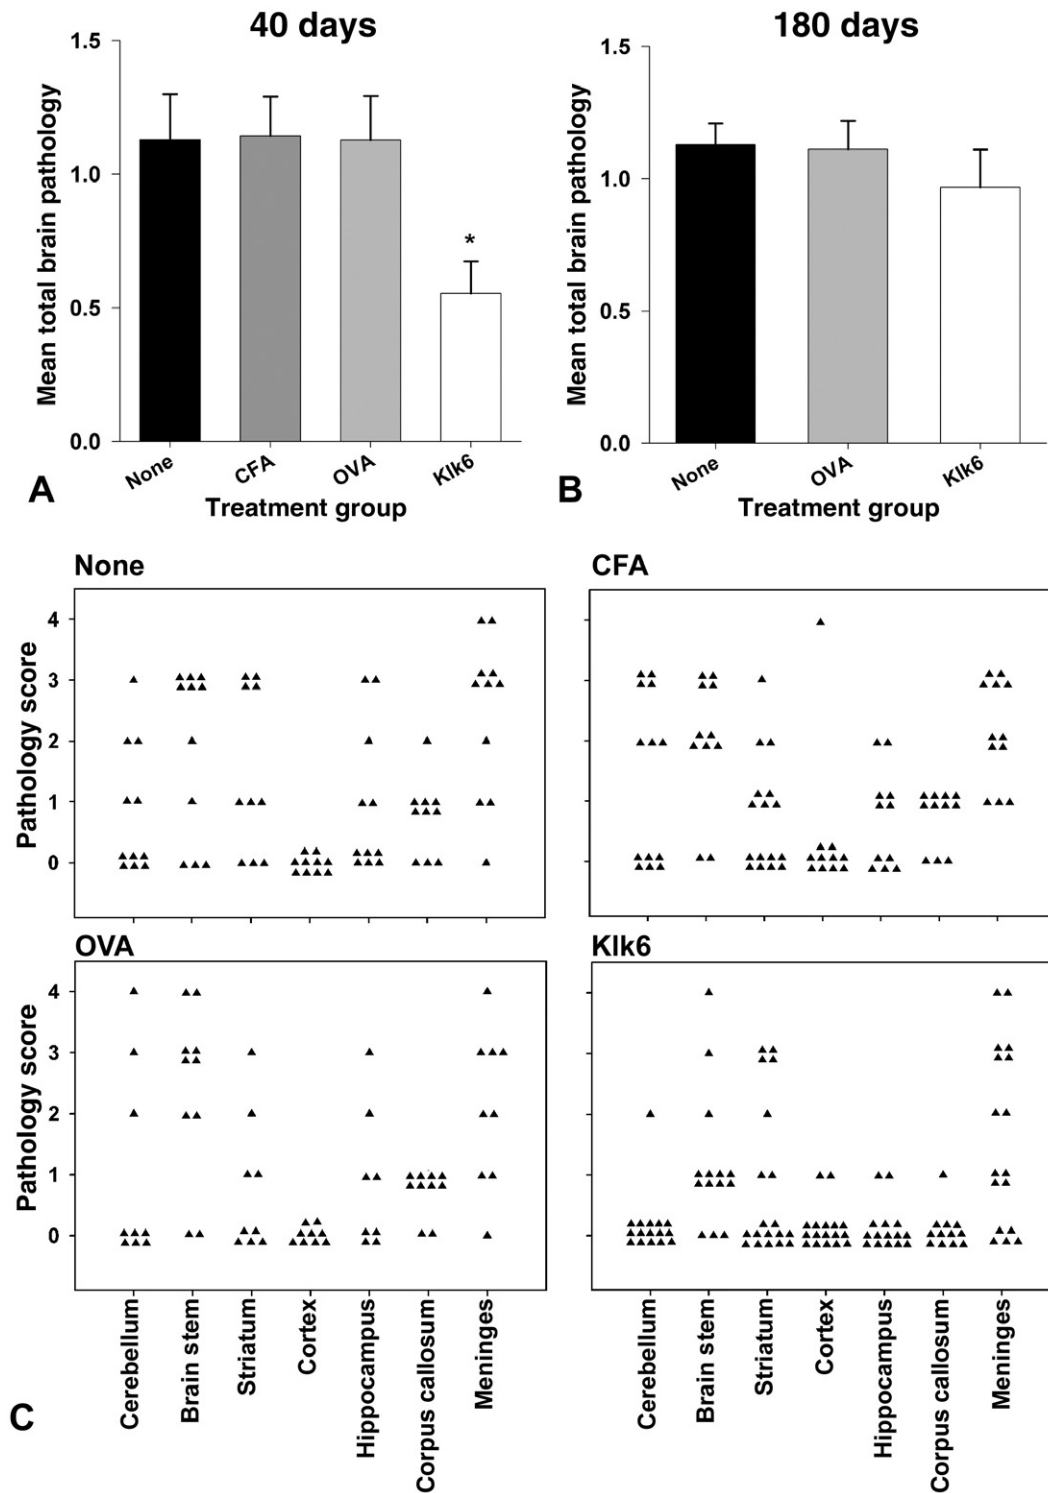 40 days
1.5
1.0
0.5
0.0
Mean total brain pathology
*
None
CFA
OVA
Klk6
Treatment group
A
180 days
1.5
1.0
0.5
0.0
Mean total brain pathology
None
OVA
Klk6
Treatment group
B
None
4
3
2
1
0
Pathology score
CFA
OVA
4
3
2
1
0
Pathology score
Klk6
Cerebellum
Brain stem
Striatum
Cortex
Hippocampus
Corpus callosum
Meninges
Cerebellum
Brain stem
Striatum
Cortex
Hippocampus
Corpus callosum
Meninges
C